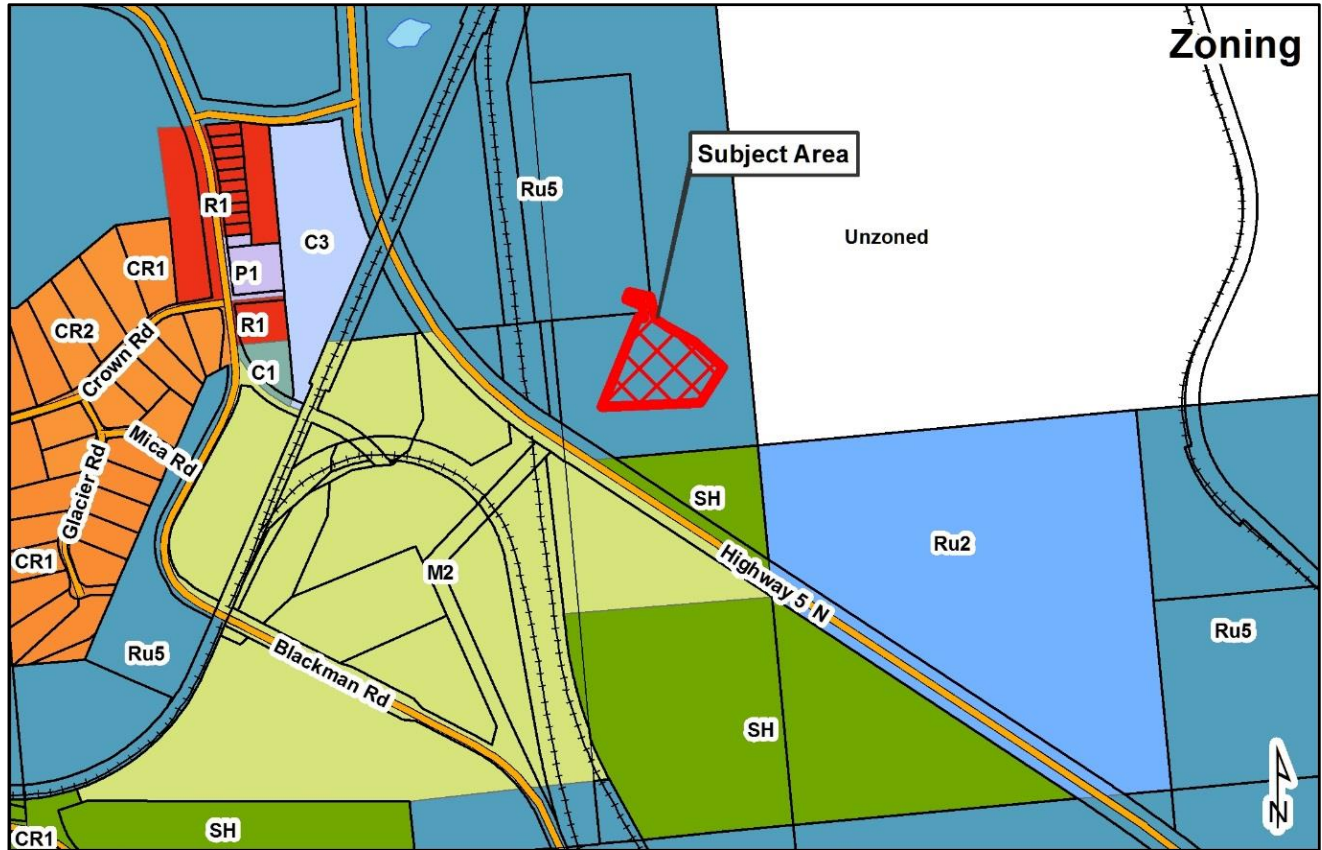 Zoning
Subject Area
Ru5
R1
C3
Unzoned
CR1
P1
CR2
R1
Crown Rd
C1
Mica Rd
Glacier Rd
SH
Ru2
CR1
M2
Highway 5 N
Ru5
Ru5
Blackman Rd
SH
N
SH
CR1